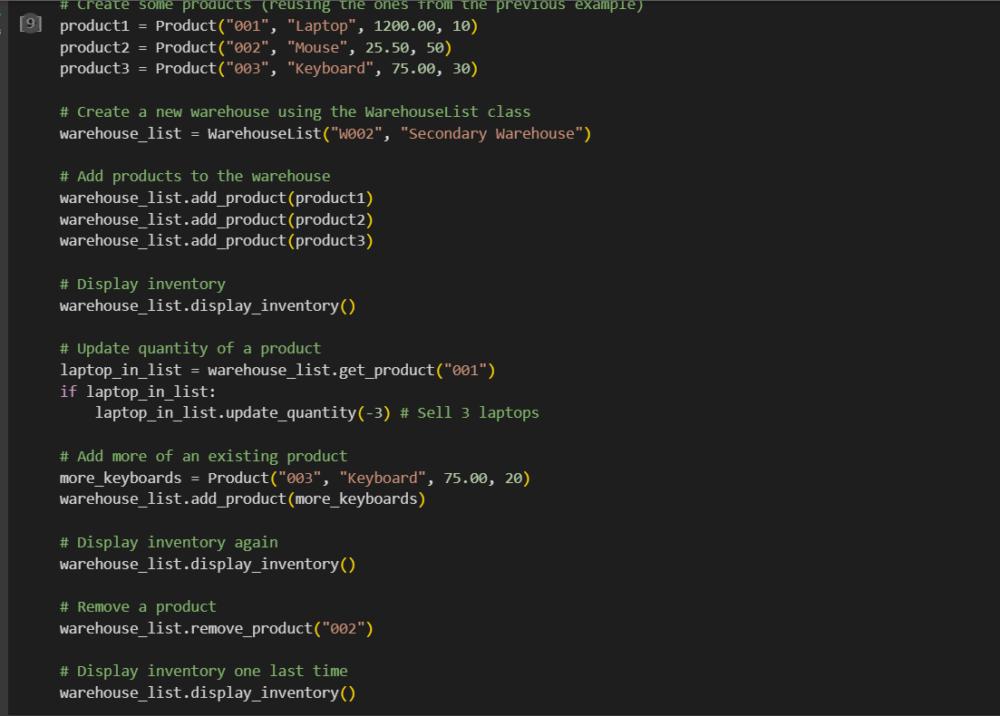 # Create some products (reusing the ones from the previous example)
[9]
product1 = Product("001", "Laptop", 1200.00, 10)
product2 = Product("002", "Mouse", 25.50, 50)
product3 = Product("003", "Keyboard", 75.00, 30)

# Create a new warehouse using the WarehouseList class
warehouse_list = WarehouseList("W002", "Secondary Warehouse")

# Add products to the warehouse
warehouse_list.add_product(product1)
warehouse_list.add_product(product2)
warehouse_list.add_product(product3)

# Display inventory
warehouse_list.display_inventory()

# Update quantity of a product
laptop_in_list = warehouse_list.get_product("001")
if laptop_in_list:
    laptop_in_list.update_quantity(-3) # Sell 3 laptops

# Add more of an existing product
more_keyboards = Product("003", "Keyboard", 75.00, 20)
warehouse_list.add_product(more_keyboards)

# Display inventory again
warehouse_list.display_inventory()

# Remove a product
warehouse_list.remove_product("002")

# Display inventory one last time
warehouse_list.display_inventory()